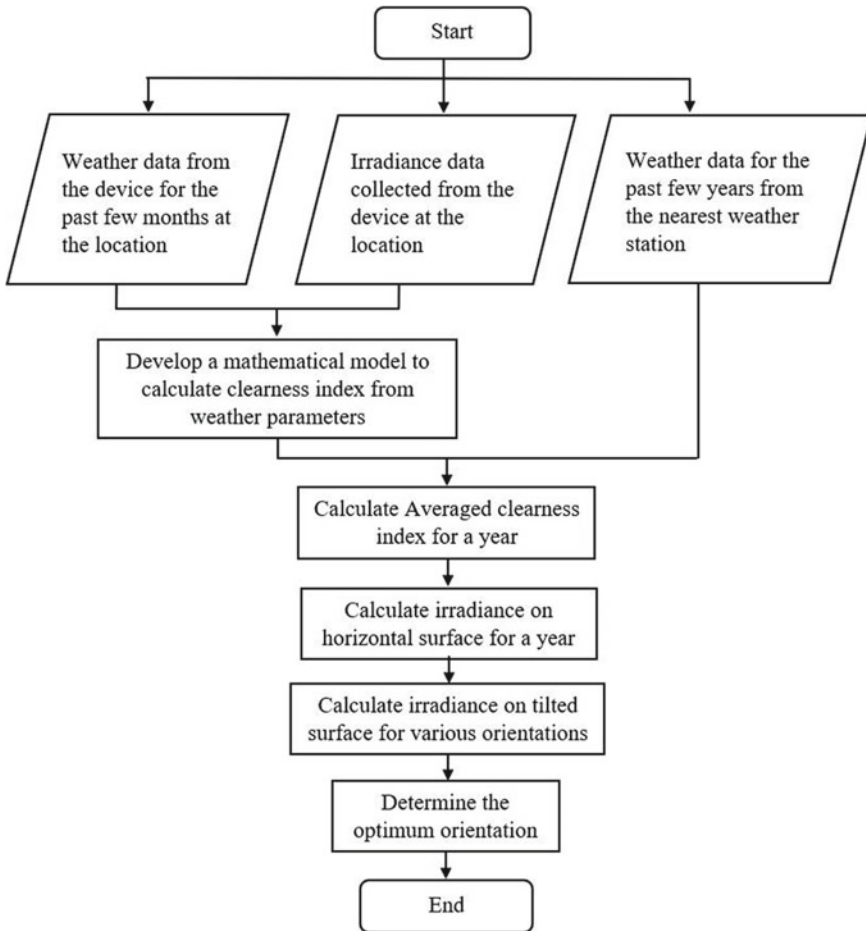 Start
Weather data from
the device for the
past few months at
the location
Irradiance data
collected from the
device at the
location
Weather data for the
past few years from
the nearest weather
station
Develop a mathematical model to
calculate clearness index from
weather parameters
Calculate Averaged clearness
index for a year
Calculate irradiance on
horizontal surface for a year
Calculate irradiance on tilted
surface for various orientations
Determine the
optimum orientation
End